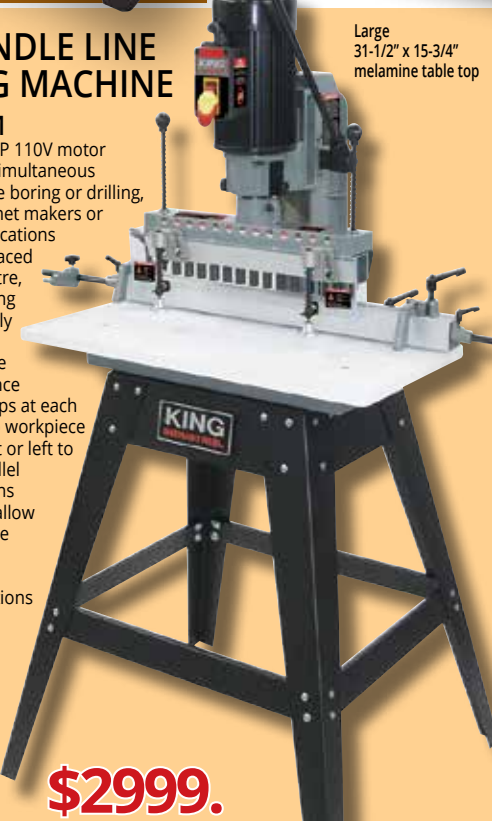 NDLE LINE
G MACHINE
P 110V motor
imultaneous
e boring or drilling,
net makers or
cations
aced
tre,
ng
ly
e
nce
ps at each
workpiece
t or left to
llel
ns
allow
e
ions
Large
31-1/2” x 15-3/4”
melamine table top
KING
KING
INDUSTRIAL
$2999.